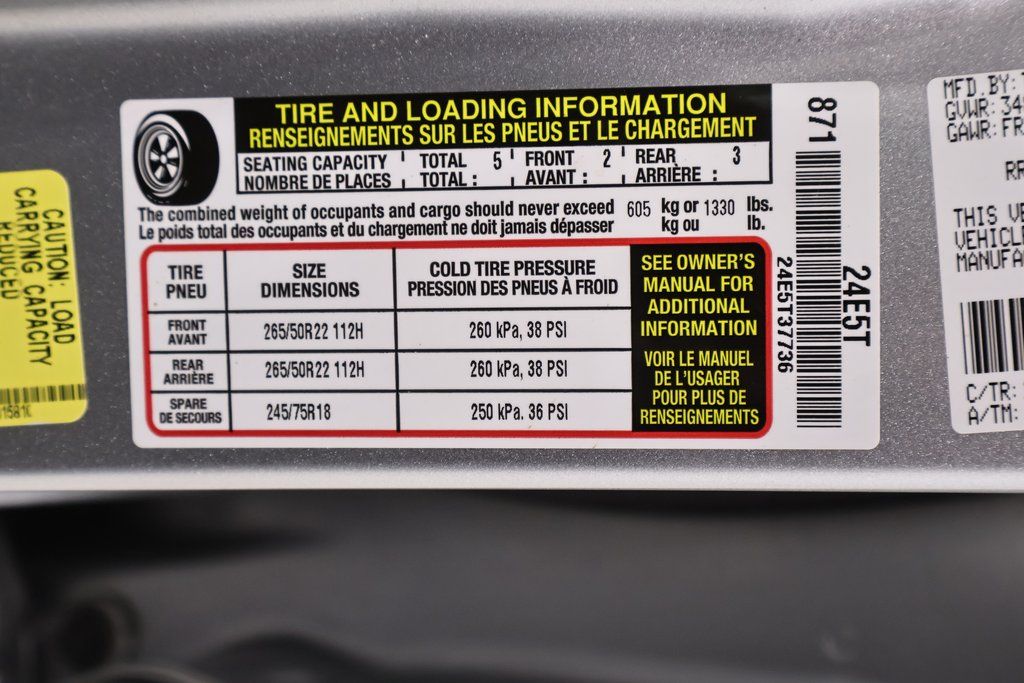 CAUTION: LOAD
CARRYING CAPACITY
REDUCED
TIRE AND LOADING INFORMATION
RENSEIGNEMENTS SUR LES PNEUS ET LE CHARGEMENT
SEATING CAPACITY TOTAL 5 FRONT 2 REAR 3
NOMBRE DE PLACES TOTAL : AVANT : ARRIÈRE :
The combined weight of occupants and cargo should never exceed 605 kg or 1330 lbs.
Le poids total des occupants et du chargement ne doit jamais dépasser kg ou lb.
TIRE SIZE COLD TIRE PRESSURE
PNEU DIMENSIONS PRESSION DES PNEUS À FROID
FRONT
AVANT 265/50R22 112H 260 kPa, 38 PSI
REAR
ARRIÈRE 265/50R22 112H 260 kPa, 38 PSI
SPARE
DE SECOURS 245/75R18 250 kPa. 36 PSI
SEE OWNER'S
MANUAL FOR
ADDITIONAL
INFORMATION
VOIR LE MANUEL
DE L'USAGER
POUR PLUS DE
RENSEIGNEMENTS
871
24E5T37736
24E5T
MFD.BY:
GVWR: 34
GAWR: FR
RR
THIS
VEHICLE
MANUFA
C/TR:
A/TM: